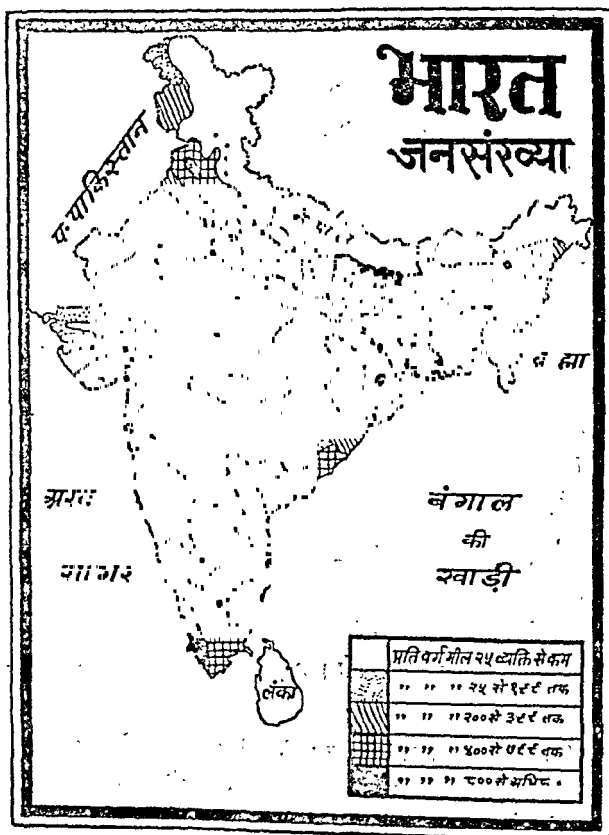 भारत
जनसंख्या
प. पाकिस्तान
ब्रह्मा
अरब
सागर
बंगाल
की
खाड़ी
लंका
प्रति वर्ग मील २५ व्यक्ति से कम
" " " २५ से १९९ तक
" " " २०० से ३९९ तक
" " " ४०० से ७९९ तक
" " " ८०० से अधिक